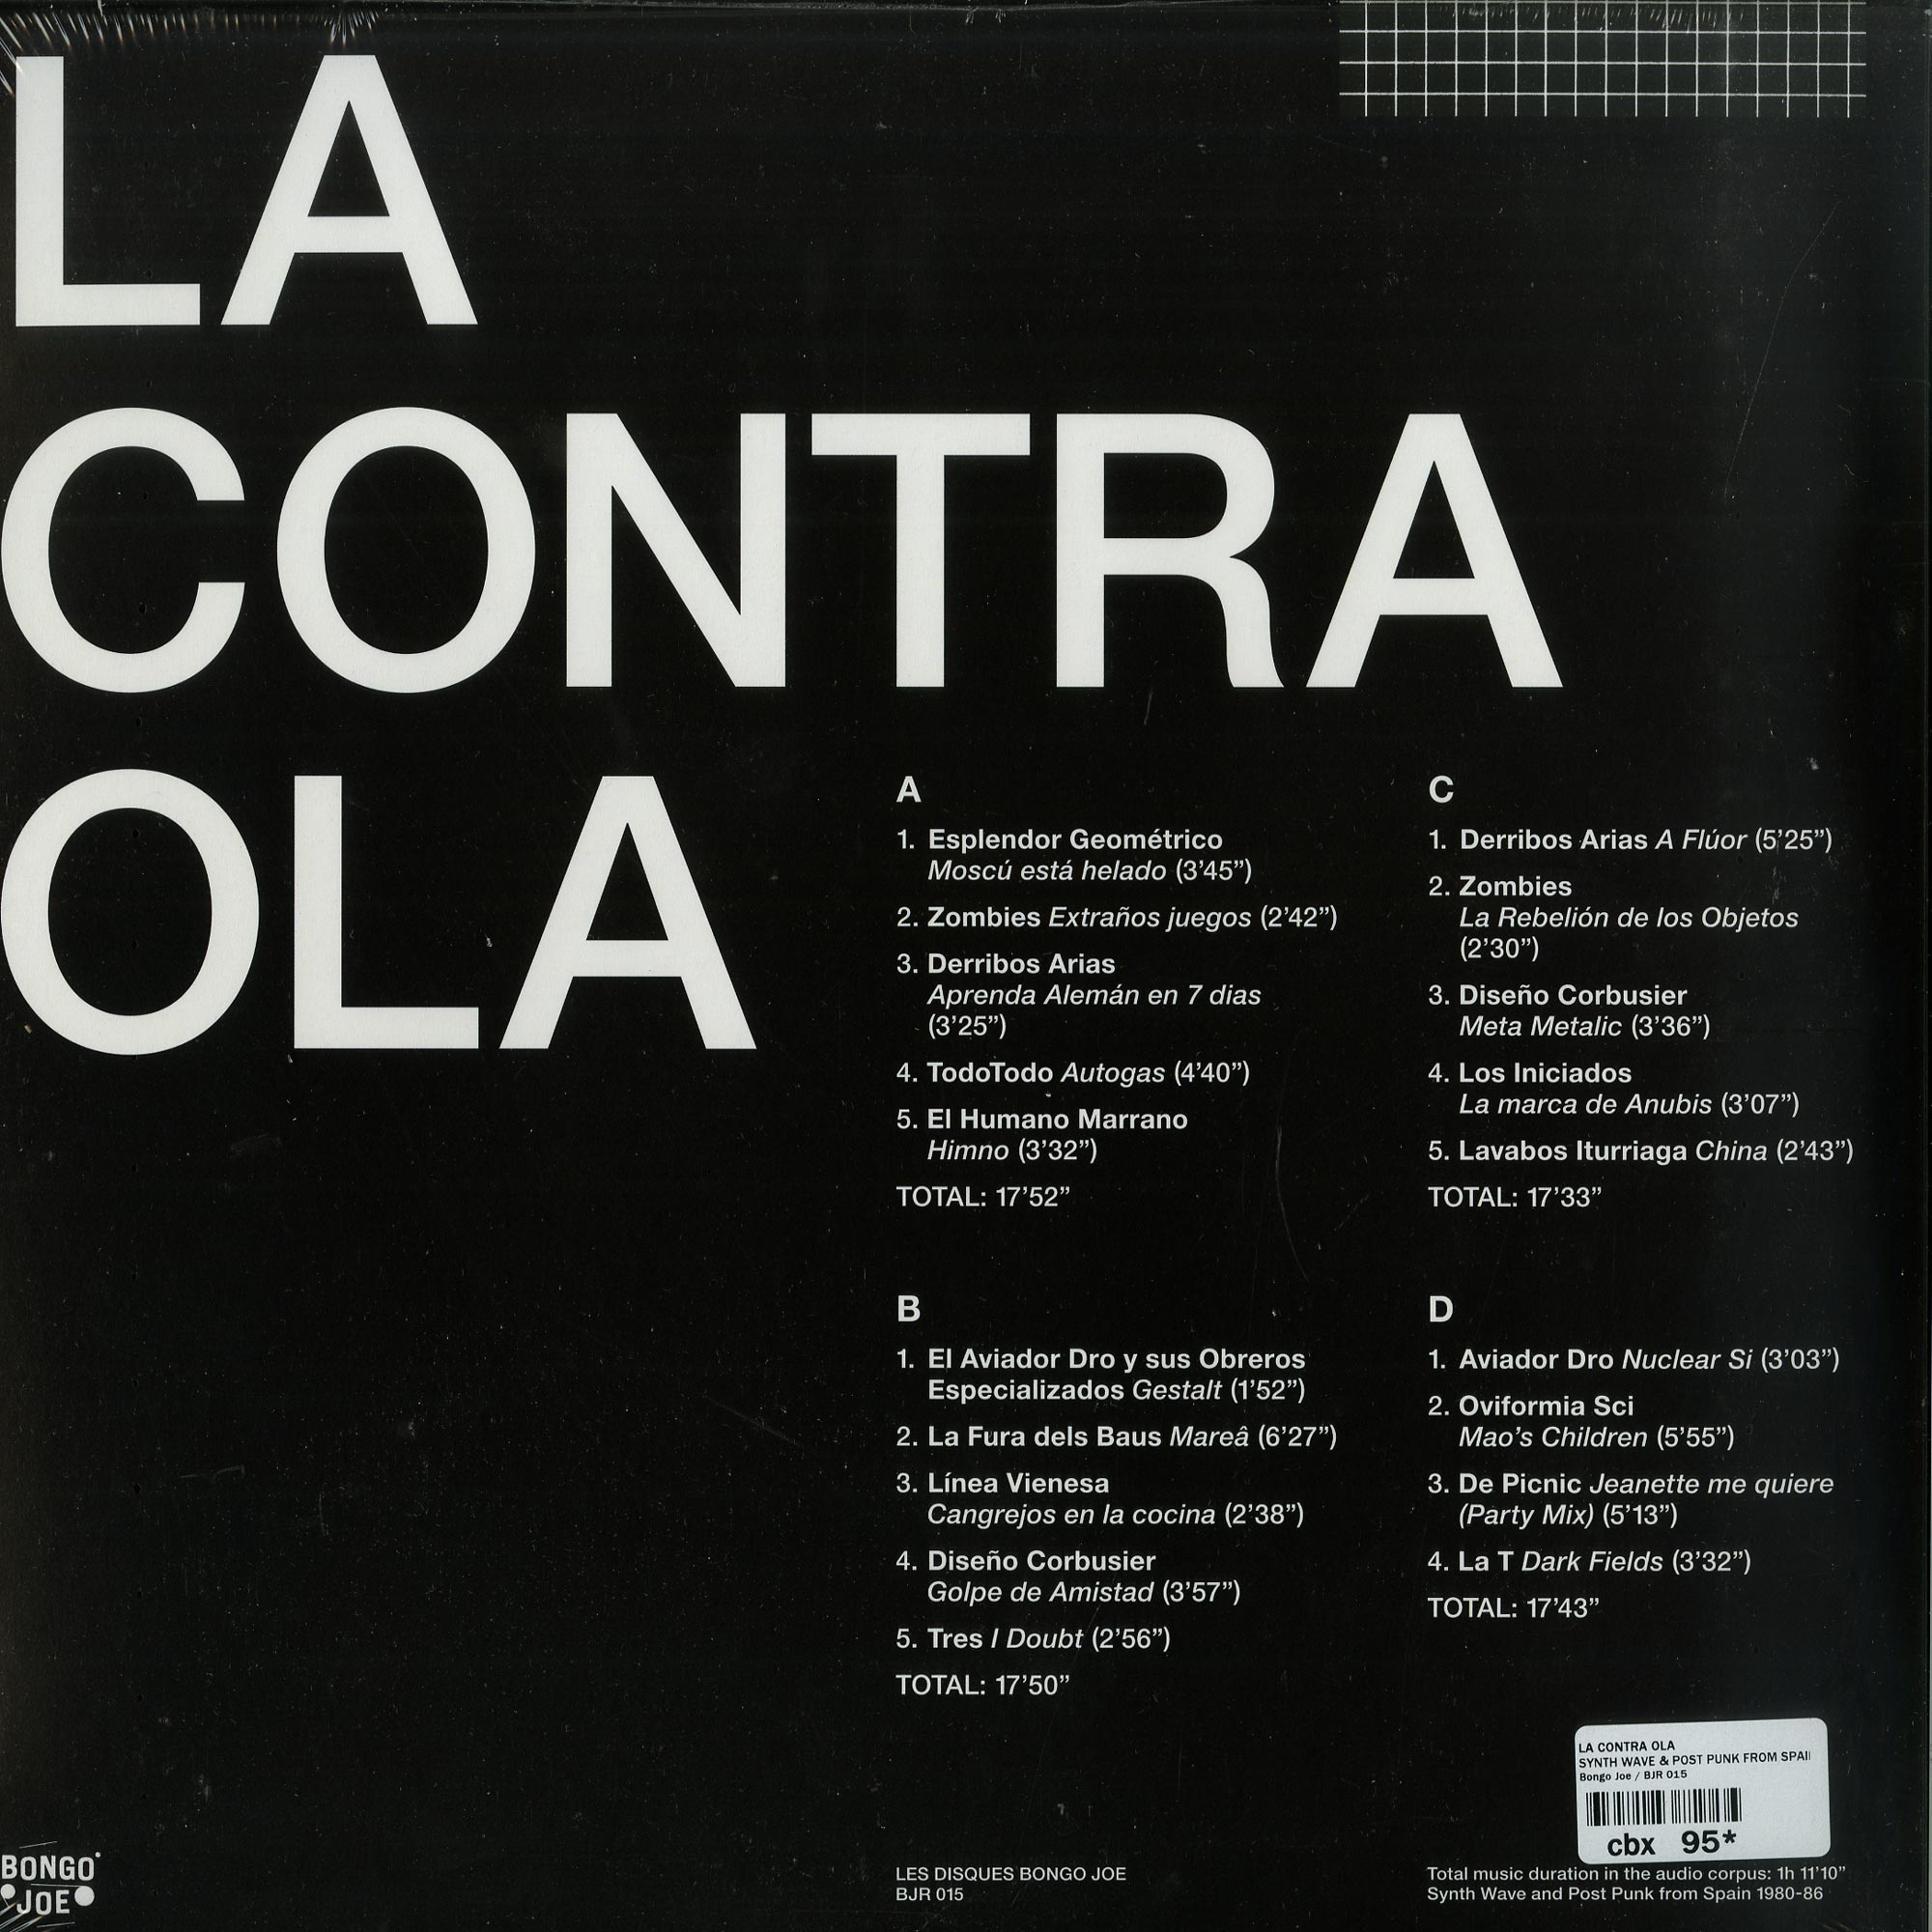 LA
CONTRA
OLA
A
1. Esplendor Geométrico
Moscú está helado (3’45”)
2. Zombies Extraños juegos (2’42”)
3. Derribos Arias
Aprenda Alemán en 7 dias
(3’25”)
4. TodoTodo Autogas (4’40”)
5. El Humano Marrano
Himno (3’32”)
TOTAL: 17’52”
B
1. El Aviador Dro y sus Obreros
Especializados Gestalt (1’52”)
2. La Fura dels Baus Mareâ (6’27”)
3. Línea Vienesa
Cangrejos en la cocina (2’38”)
4. Diseño Corbusier
Golpe de Amistad (3’57”)
5. Tres I Doubt (2’56”)
TOTAL: 17’50”
C
1. Derribos Arias A Flúor (5’25”)
2. Zombies
La Rebelión de los Objetos
(2’30”)
3. Diseño Corbusier
Meta Metalic (3’36”)
4. Los Iniciados
La marca de Anubis (3’07”)
5. Lavabos Iturriaga China (2’43”)
TOTAL: 17’33”
D
1. Aviador Dro Nuclear Si (3’03”)
2. Oviformia Sci
Mao’s Children (5’55”)
3. De Picnic Jeanette me quiere
(Party Mix) (5’13”)
4. La T Dark Fields (3’32”)
TOTAL: 17’43”
LA CONTRA OLA
SYNTH WAVE & POST PUNK FROM SPAI
Bongo Joe / BJR 015
cbx 95*
BONGO
JOE
LES DISQUES BONGO JOE
BJR 015
Total music duration in the audio corpus: 1h 11’10”
Synth Wave and Post Punk from Spain 1980-86